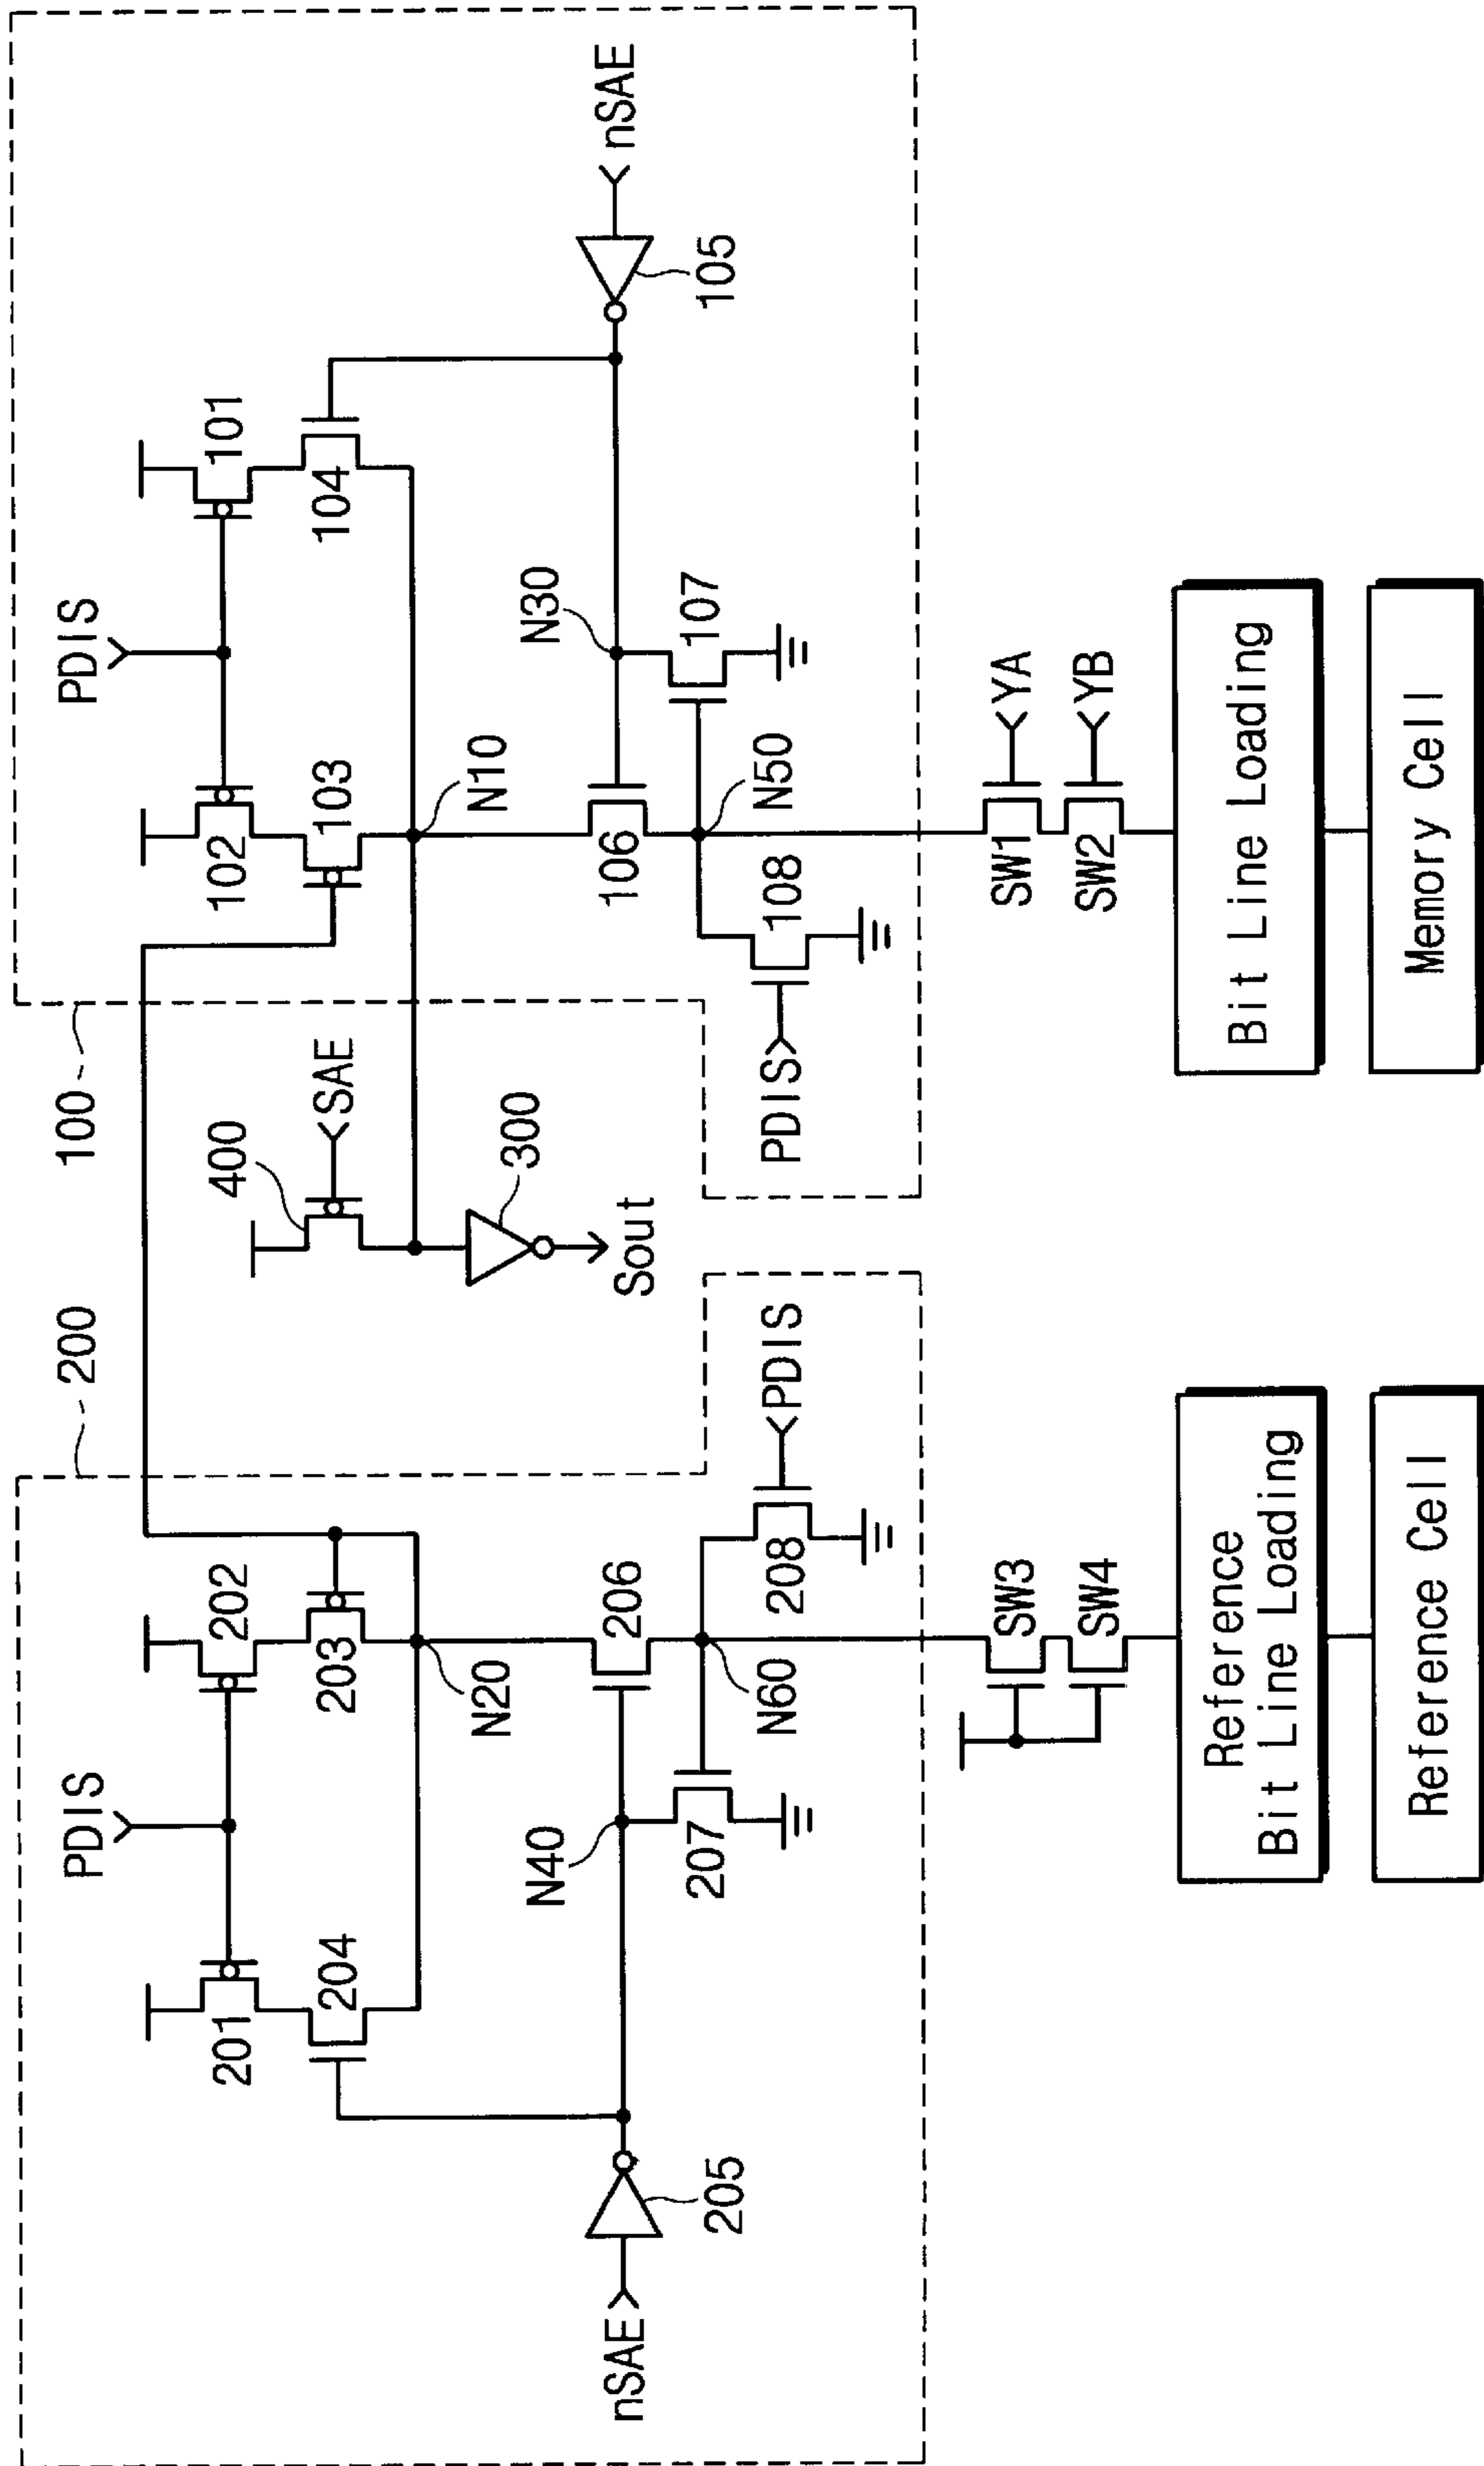 PDIS
PDIS
200
100
201
204
202
203
N20
400
SAE
102
103
N10
101
104
nSAE
205
N40
206
207
N60
208
PDIS
300
Sout
PDIS
N30
106
107
108
N50
105
nSAE
SW3
SW4
SW1
YA
SW2
YB
Reference
Bit Line Loading
Reference Cell
Bit Line Loading
Memory Cell